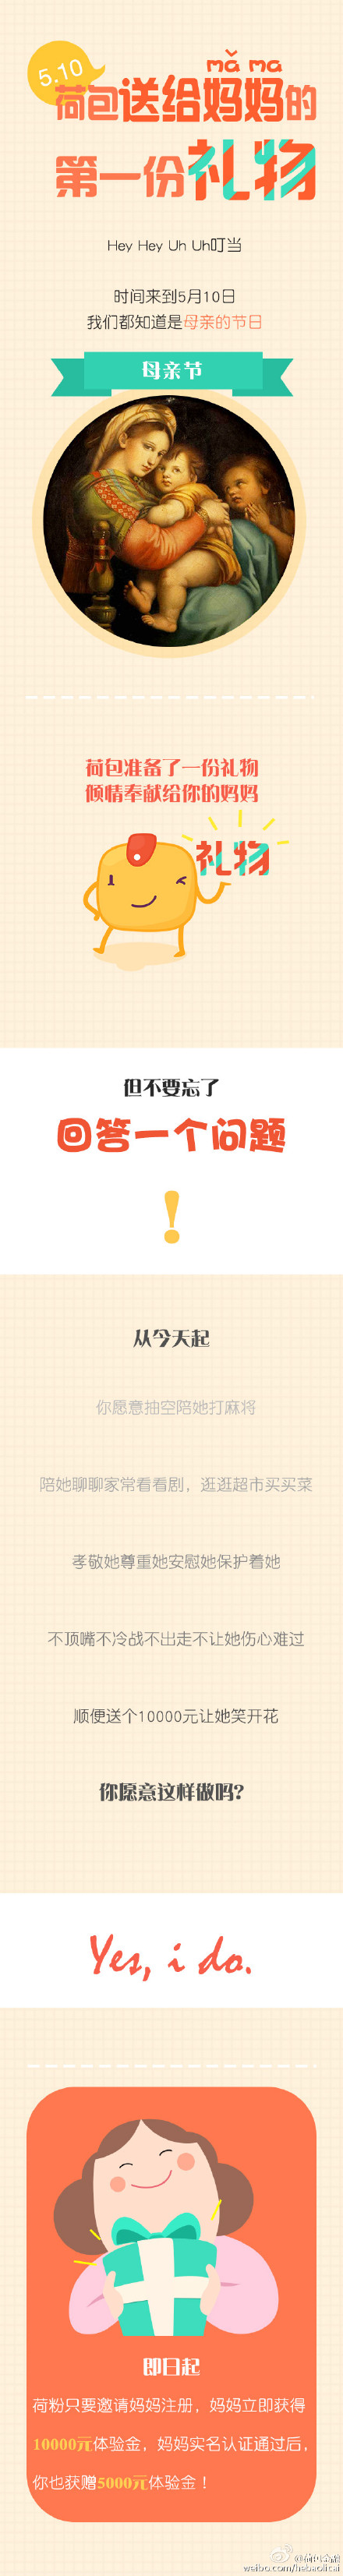 5.10
mǎ ma
荷包送给妈妈的
第一份礼物
Hey Hey Uh Uh叮当
时间来到5月10日
我们都知道是母亲的节日
母亲节
荷包准备了一份礼物
倾情奉献给你的妈妈
礼物
但不要忘了
回答一个问题
!
从今天起
你愿意抽空陪她打麻将
陪她聊聊家常看看剧，逛逛超市买买菜
孝敬她尊重她安慰她保护着她
不顶嘴不冷战不出走不让她伤心难过
顺便送个10000元让她笑开花
你愿意这样做吗?
Yes, i do.
即日起
荷粉只要邀请妈妈注册，妈妈立即获得
10000元体验金，妈妈实名认证通过后，
你也获赠5000元体验金！
@荷包金融
weibo.com/hebaolicai